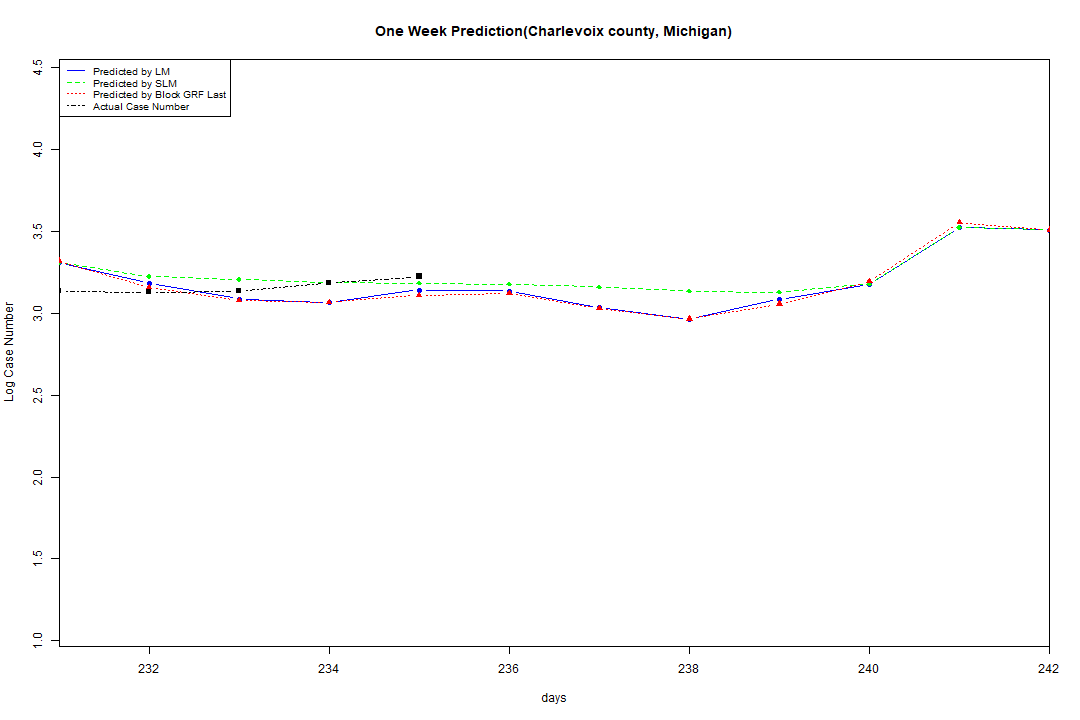 One Week Prediction(Charlevoix county, Michigan)
Predicted by LM
Predicted by SLM
Predicted by Block GRF Last
Actual Case Number
Log Case Number
4.5
4.0
3.5
3.0
2.5
2.0
1.5
1.0
232 234 236 238 240 242
days